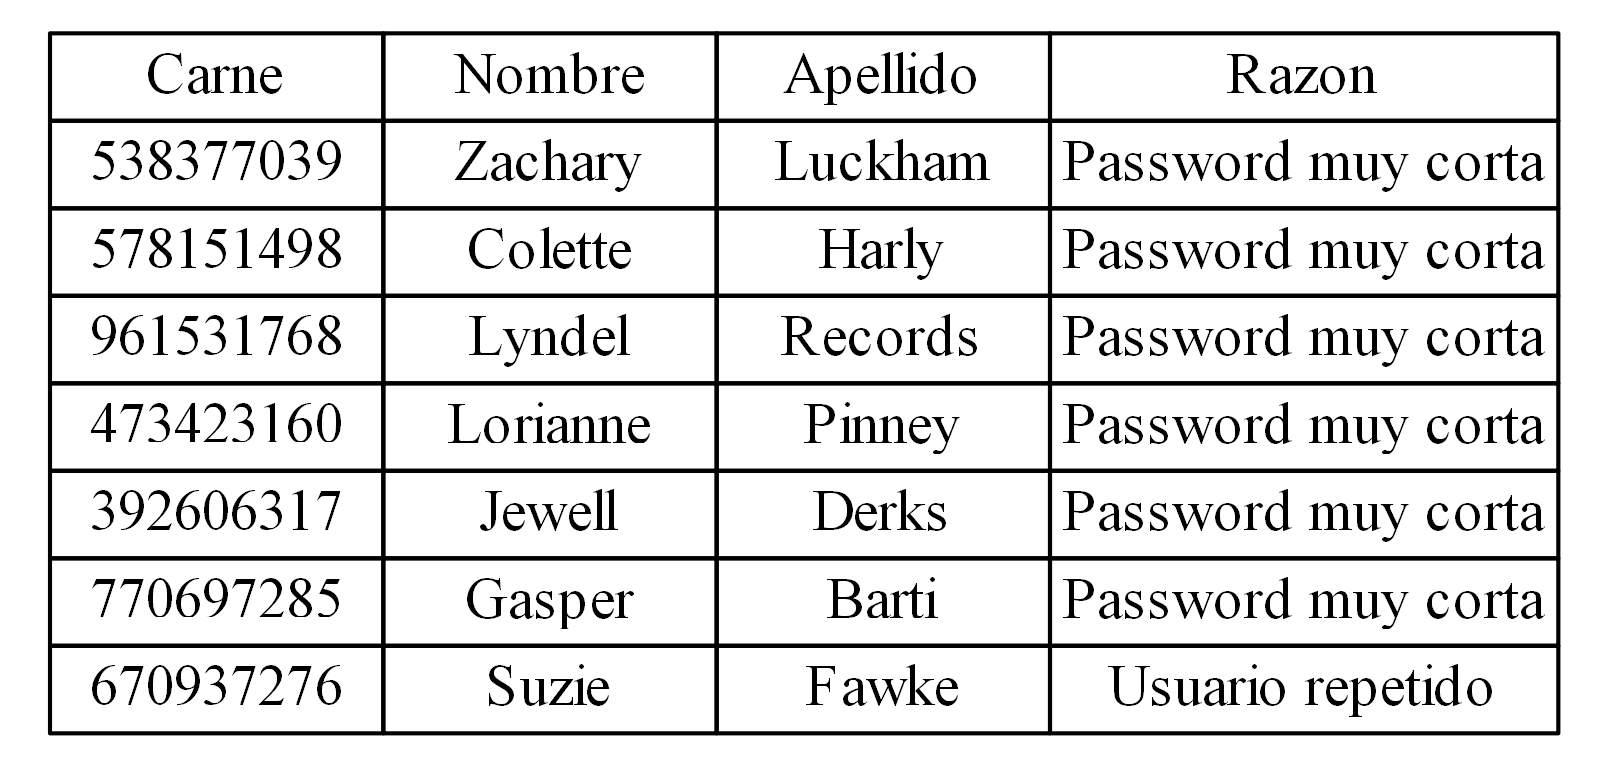 Carne Nombre Apellido Razon
538377039 Zachary Luckham Password muy corta
578151498 Colette Harly Password muy corta
961531768 Lyndel Records Password muy corta
473423160 Lorianne Pinney Password muy corta
392606317 Jewell Derks Password muy corta
770697285 Gasper Barti Password muy corta
670937276 Suzie Fawke Usuario repetido